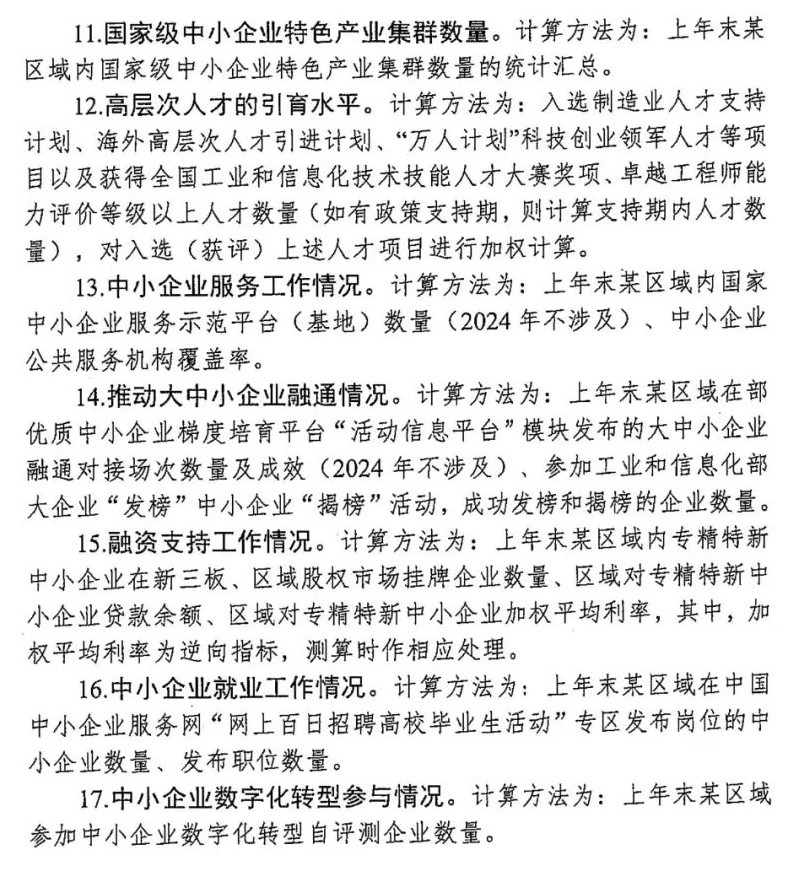 11.国家级中小企业特色产业集群数量。计算方法为：上年末某
区域内国家级中小企业特色产业集群数量的统计汇总。
12.高层次人才的引育水平。计算方法为：入选制造业人才支持
计划、海外高层次人才引进计划、“万人计划”科技创业领军人才等项
目以及获得全国工业和信息化技术技能人才大赛奖项、卓越工程师能
力评价等级以上人才数量（如有政策支持期，则计算支持期内人才数
量），对入选（获评）上述人才项目进行加权计算。
13.中小企业服务工作情况。计算方法为：上年末某区域内国家
中小企业服务示范平台（基地）数量（2024年不涉及）、中小企业
公共服务机构覆盖率。
14.推动大中小企业融通情况。计算方法为：上年末某区域在部
优质中小企业梯度培育平台“活动信息平台”模块发布的大中小企业
融通对接场次数量及成效（2024年不涉及）、参加工业和信息化部
大企业“发榜”中小企业“揭榜”活动，成功发榜和揭榜的企业数量。
15.融资支持工作情况。计算方法为：上年末某区域内专精特新
中小企业在新三板、区域股权市场挂牌企业数量、区域对专精特新中
小企业贷款余额、区域对专精特新中小企业加权平均利率，其中，加
权平均利率为逆向指标，测算时作相应处理。
16.中小企业就业工作情况。计算方法为：上年末某区域在中国
中小企业服务网“网上百日招聘高校毕业生活动”专区发布岗位的中
小企业数量、发布职位数量。
17.中小企业数字化转型参与情况。计算方法为：上年末某区域
参加中小企业数字化转型自评测企业数量。